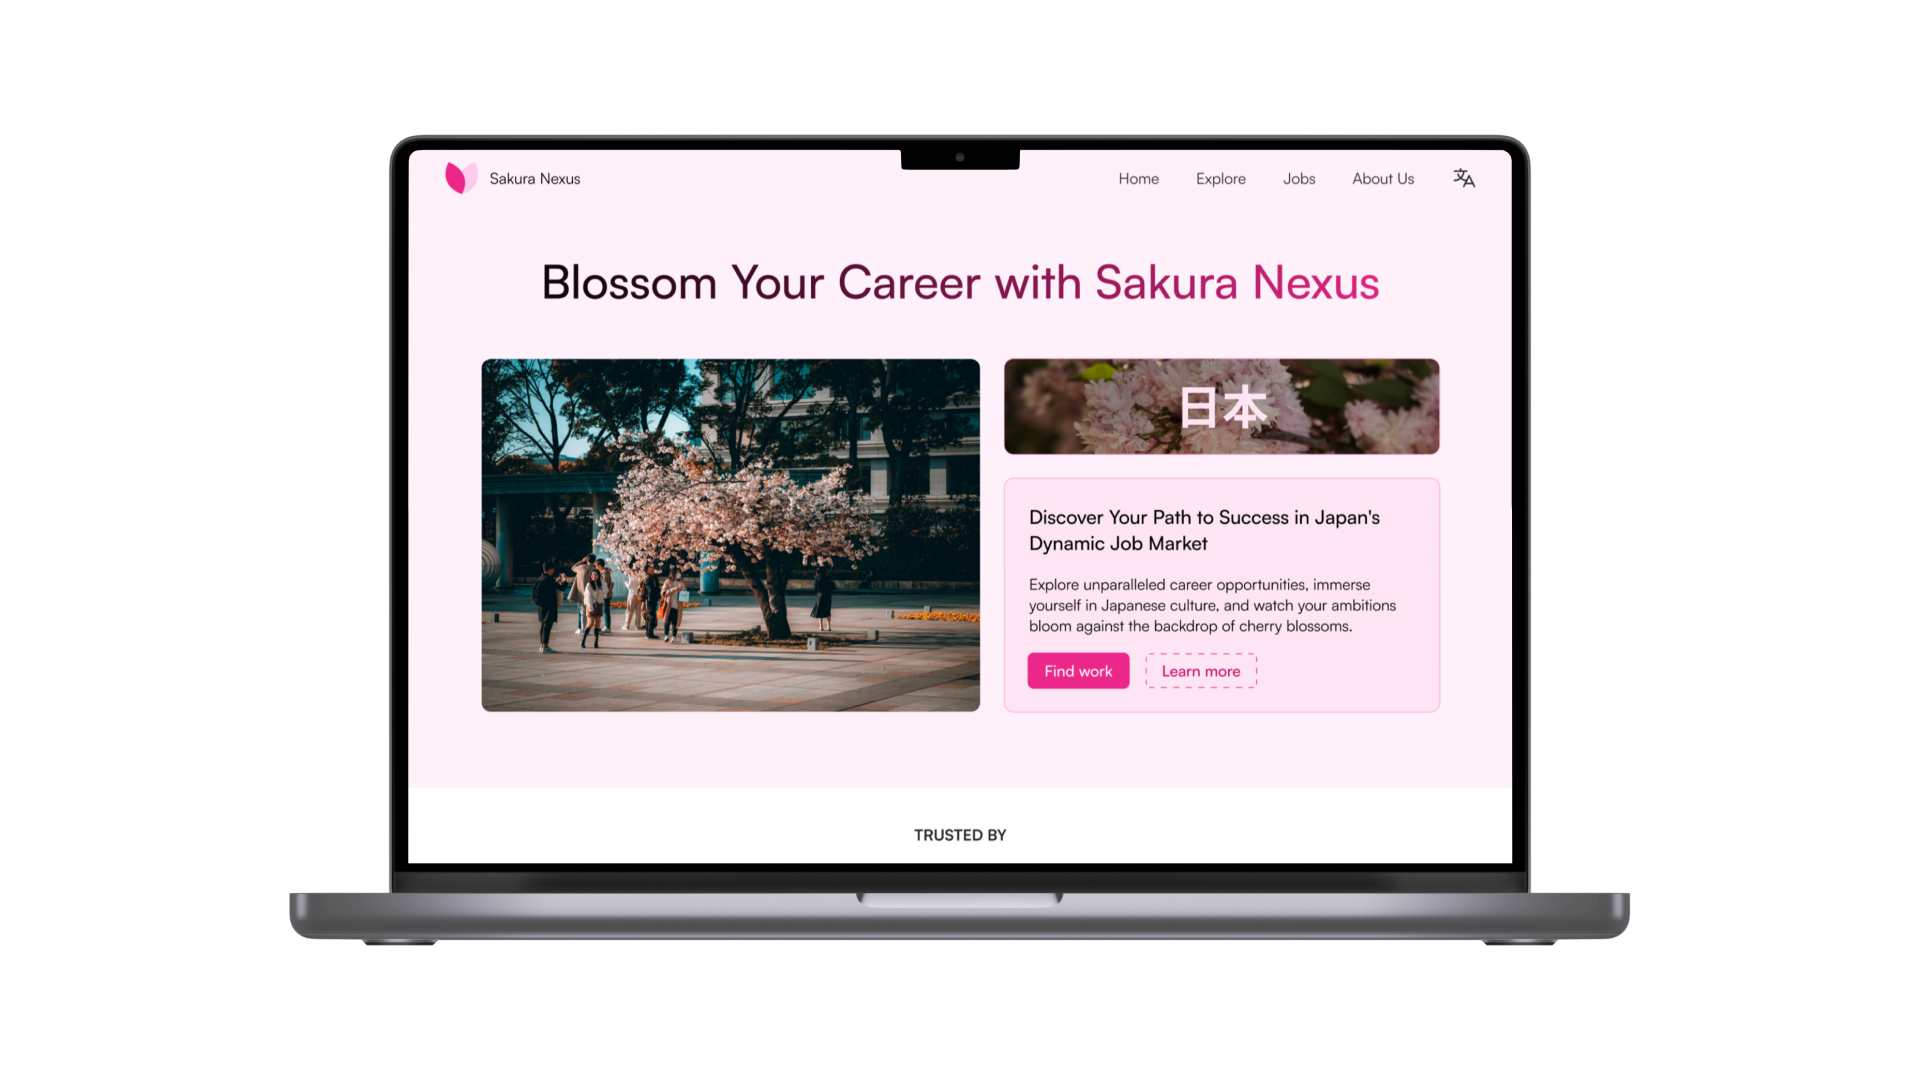 Sakura Nexus
Home
Explore
Jobs
About Us
文A
Blossom Your Career with Sakura Nexus
日本
Discover Your Path to Success in Japan's
Dynamic Job Market
Explore unparalleled career opportunities, immerse
yourself in Japanese culture, and watch your ambitions
bloom against the backdrop of cherry blossoms.
Find work
Learn more
TRUSTED BY